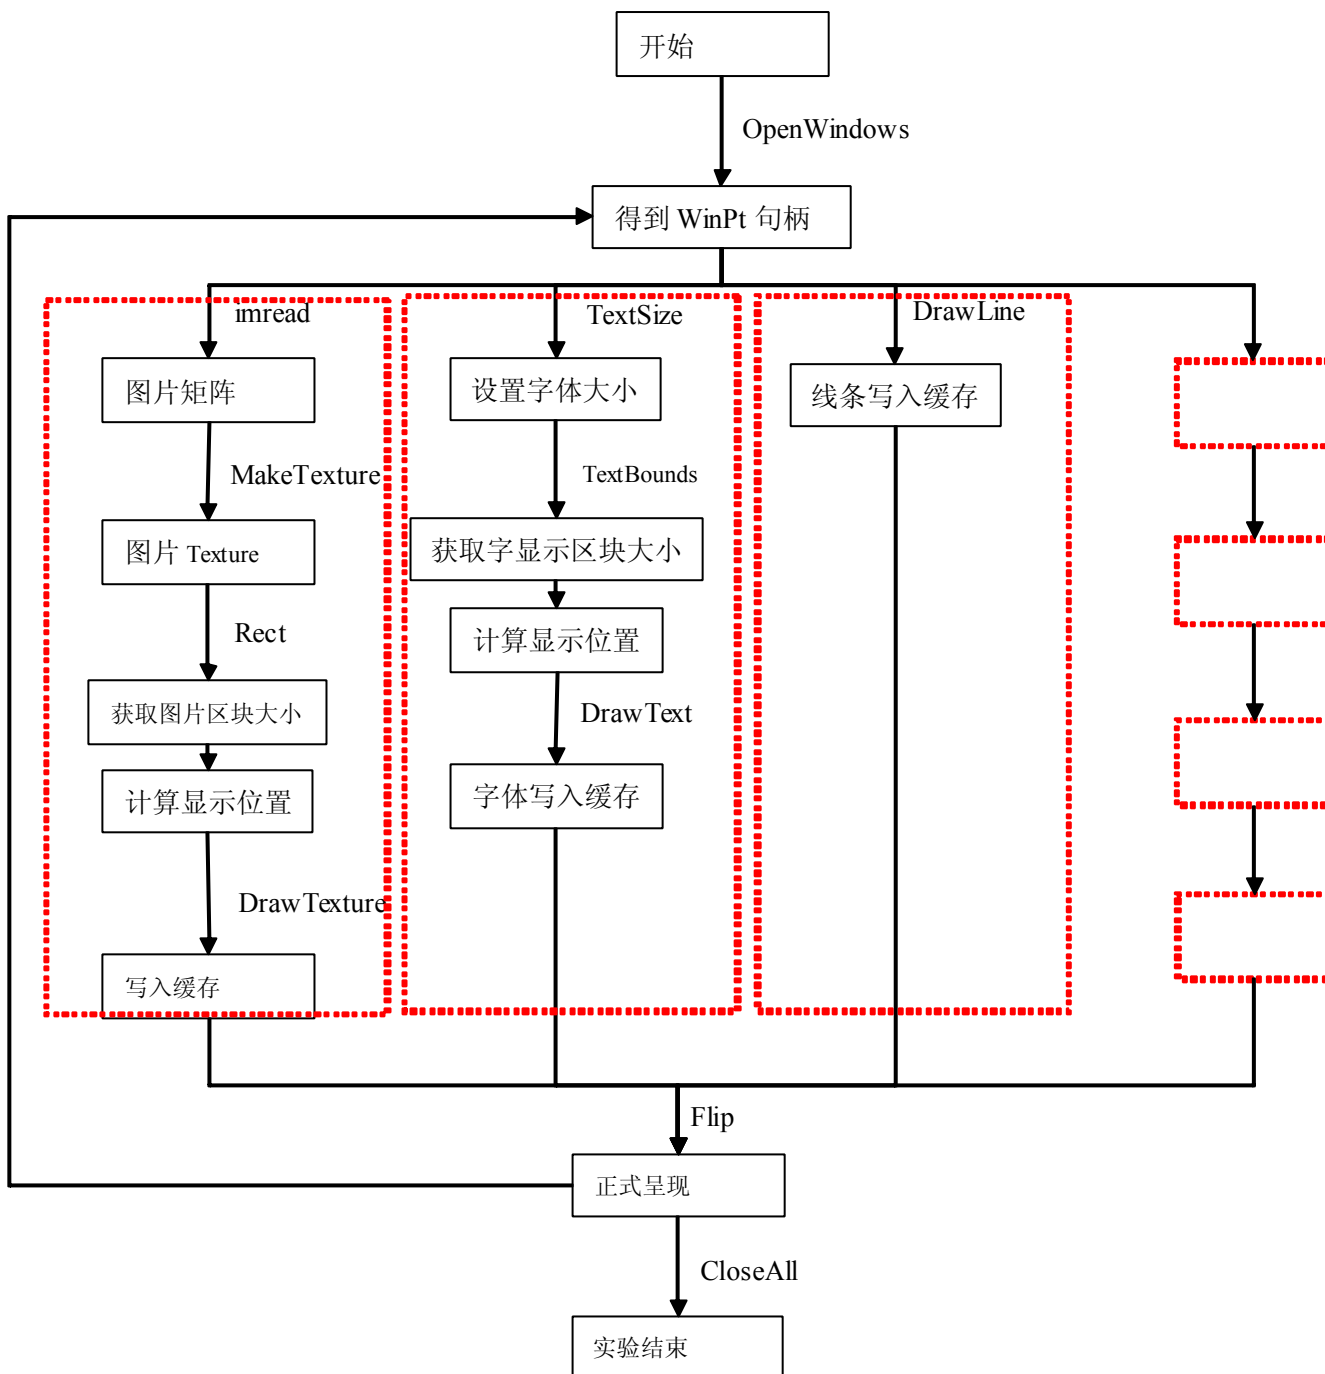 开始
OpenWindows
得到 WinPt 句柄
imread
TextSize
DrawLine
图片矩阵
设置字体大小
线条写入缓存
MakeTexture
TextBounds
图片 Texture
获取字显示区块大小
Rect
计算显示位置
获取图片区块大小
DrawText
计算显示位置
字体写入缓存
DrawTexture
写入缓存
Flip
正式呈现
CloseAll
实验结束